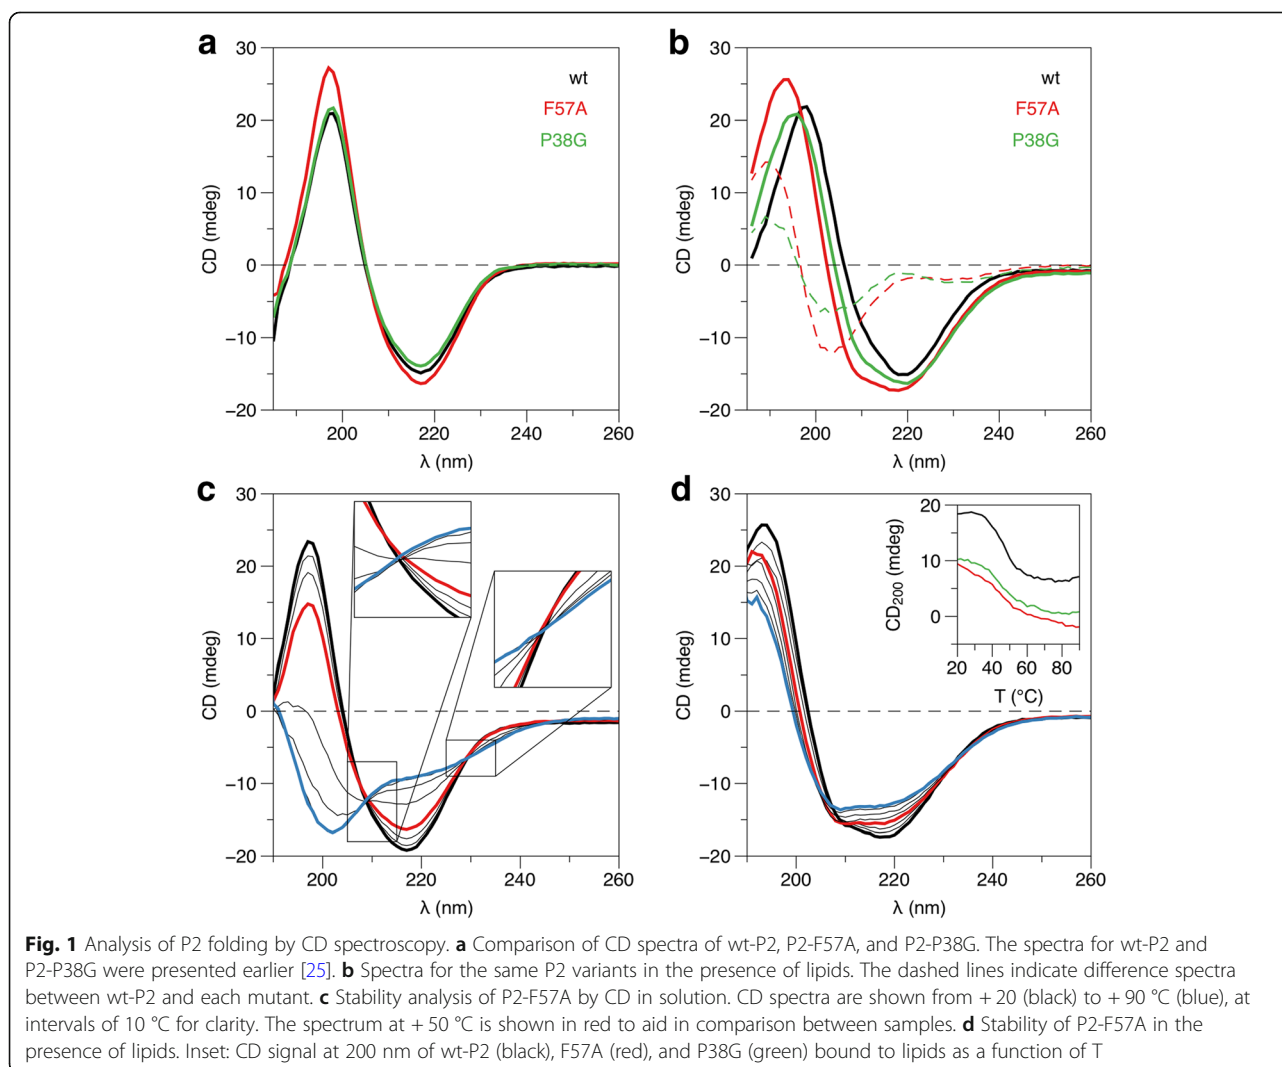 a
30
20
10
0
−10
−20
CD (mdeg)
wt
F57A
P38G
200
220
240
260
λ (nm)
b
30
20
10
0
−10
−20
CD (mdeg)
wt
F57A
P38G
200
220
240
260
λ (nm)
c
30
20
10
0
−10
−20
CD (mdeg)
200
220
240
260
λ (nm)
d
30
20
10
0
−10
−20
CD (mdeg)
20
10
0
CD200 (mdeg)
20 40 60 80
T (°C)
200
220
240
260
λ (nm)
Fig. 1 Analysis of P2 folding by CD spectroscopy. a Comparison of CD spectra of wt-P2, P2-F57A, and P2-P38G. The spectra for wt-P2 and
P2-P38G were presented earlier [25]. b Spectra for the same P2 variants in the presence of lipids. The dashed lines indicate difference spectra
between wt-P2 and each mutant. c Stability analysis of P2-F57A by CD in solution. CD spectra are shown from + 20 (black) to + 90 °C (blue), at
intervals of 10 °C for clarity. The spectrum at + 50 °C is shown in red to aid in comparison between samples. d Stability of P2-F57A in the
presence of lipids. Inset: CD signal at 200 nm of wt-P2 (black), F57A (red), and P38G (green) bound to lipids as a function of T